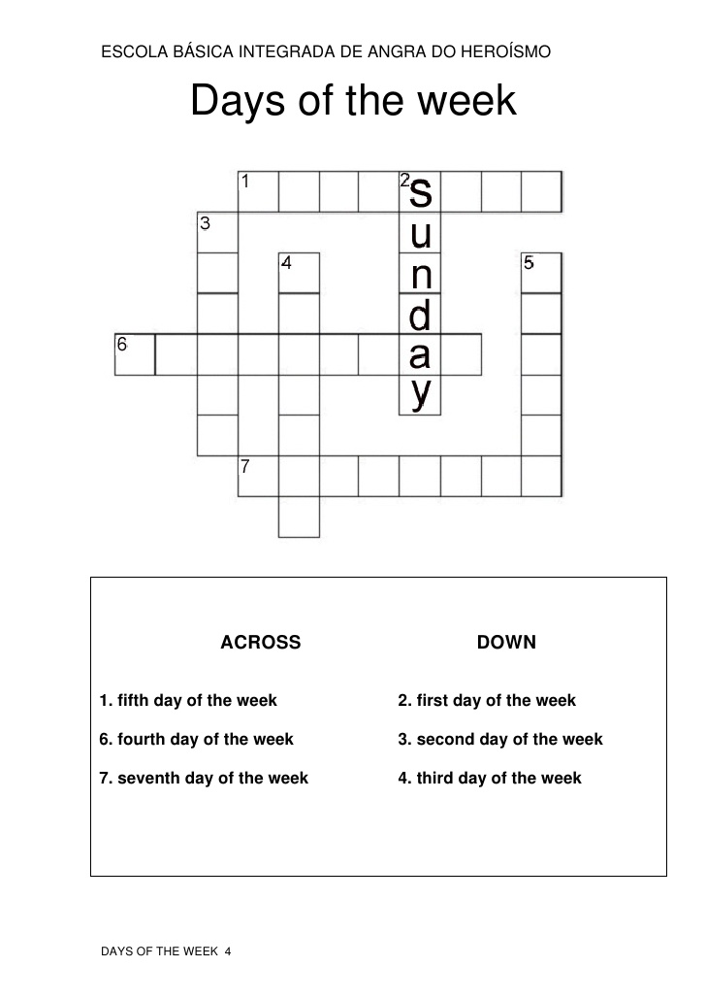 ESCOLA BÁSICA INTEGRADA DE ANGRA DO HEROÍSMO
Days of the week
1 2 s
3 u
4 n 5
d
6 a
y
7
ACROSS DOWN
1. fifth day of the week 2. first day of the week
6. fourth day of the week 3. second day of the week
7. seventh day of the week 4. third day of the week
DAYS OF THE WEEK 4